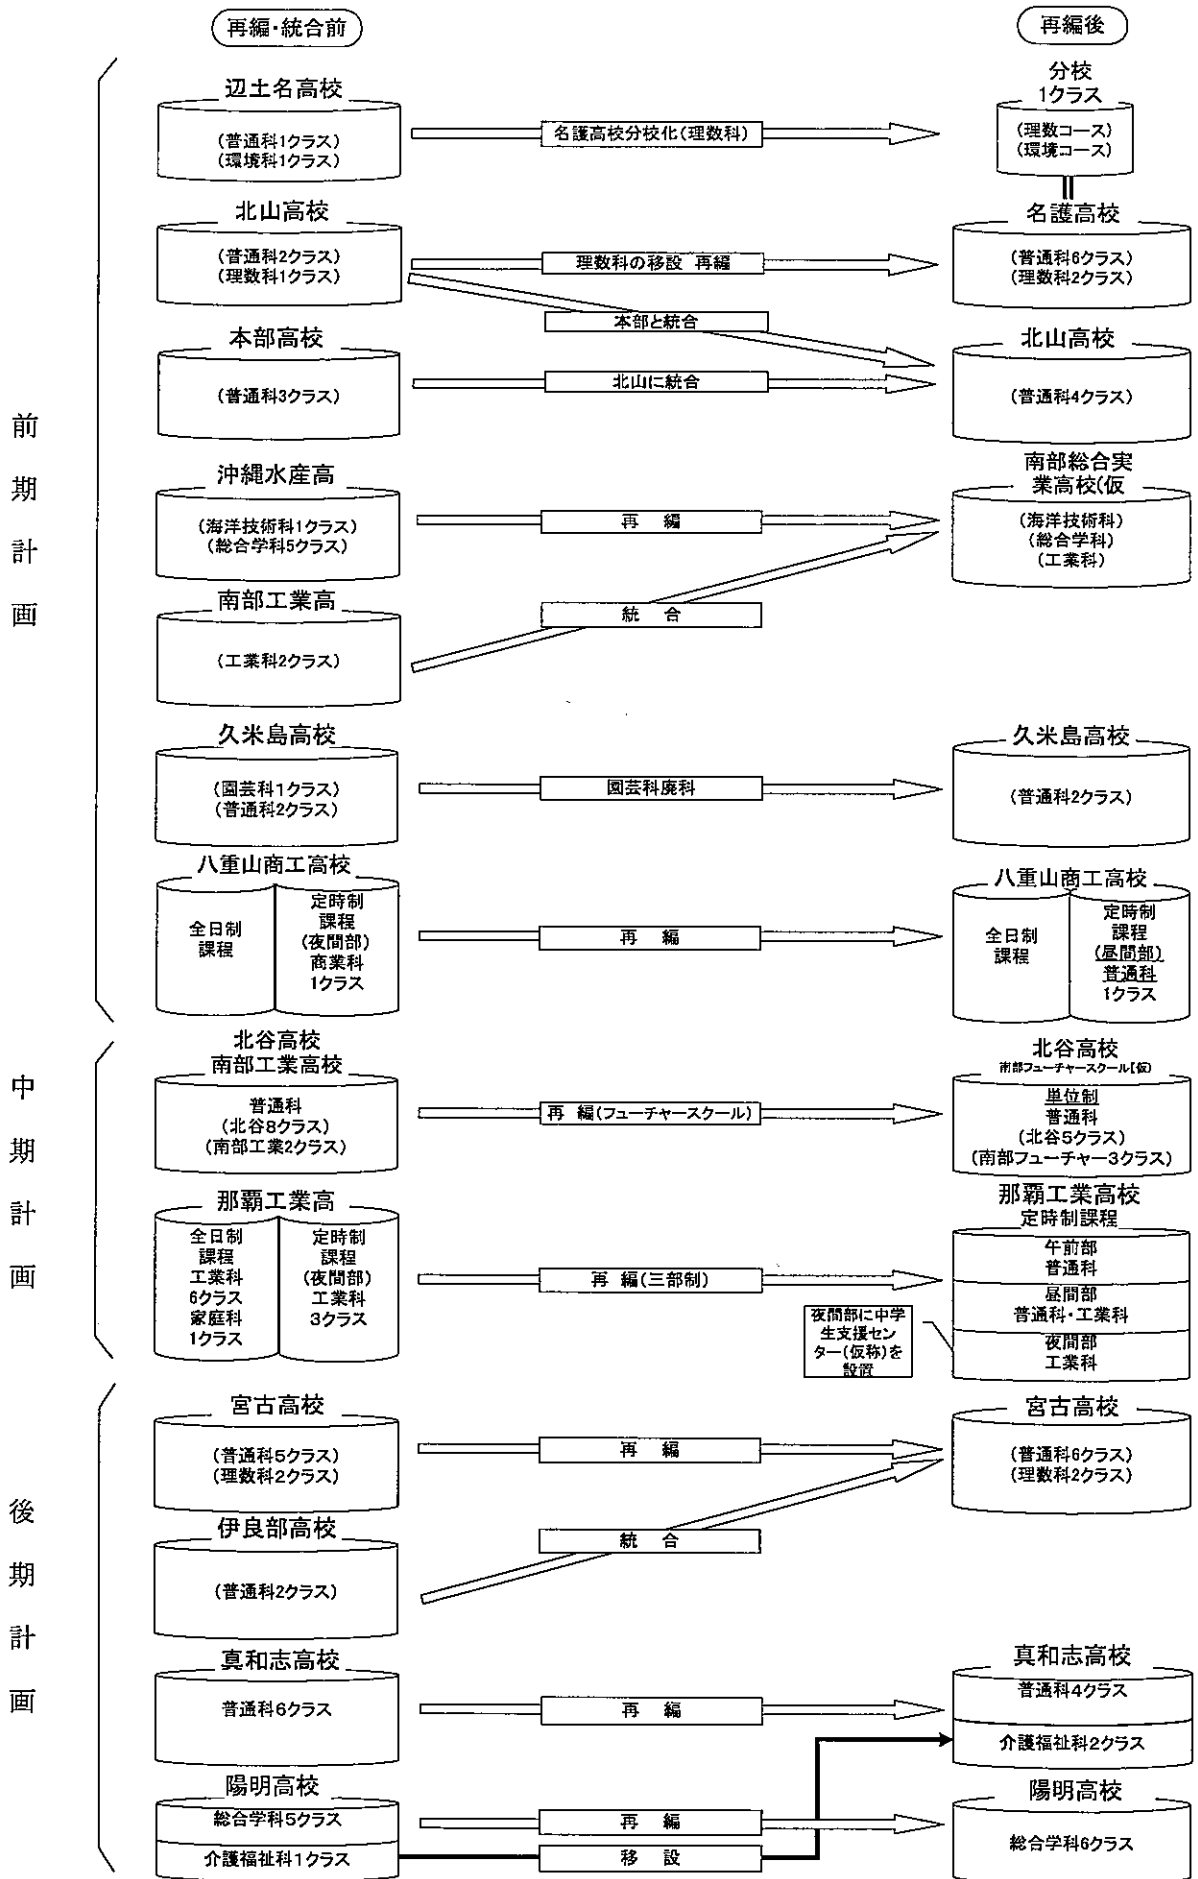 再編・統合前
再編後
前期計画
辺土名高校
(普通科1クラス)
(環境科1クラス)
名護高校分校化(理数科)
分校
1クラス
(理数コース)
(環境コース)
北山高校
(普通科2クラス)
(理数科1クラス)
理数科の移設 再編
名護高校
(普通科6クラス)
(理数科2クラス)
本部と統合
本部高校
(普通科3クラス)
北山に統合
北山高校
(普通科4クラス)
沖縄水産高
(海洋技術科1クラス)
(総合学科5クラス)
再 編
南部総合実
業高校(仮
(海洋技術科)
(総合学科)
(工業科)
南部工業高
(工業科2クラス)
統 合
久米島高校
(園芸科1クラス)
(普通科2クラス)
園芸科廃科
久米島高校
(普通科2クラス)
八重山商工高校
全日制
課程
定時制
課程
(夜間部)
商業科
1クラス
再 編
八重山商工高校
全日制
課程
定時制
課程
(昼間部)
普通科
1クラス
中期計画
北谷高校
南部工業高校
普通科
(北谷8クラス)
(南部工業2クラス)
再 編(フューチャースクール)
北谷高校
南部フューチャースクール[仮)
単位制
普通科
(北谷5クラス)
(南部フューチャー3クラス)
那覇工業高
全日制
課程
工業科
6クラス
家庭科
1クラス
定時制
課程
(夜間部)
工業科
3クラス
再 編(三部制)
那覇工業高校
定時制課程
午前部
普通科
昼間部
普通科・工業科
夜間部
工業科
夜間部に中学
生支援セン
ター(仮称)を
設置
後期計画
宮古高校
(普通科5クラス)
(理数科2クラス)
再 編
宮古高校
(普通科6クラス)
(理数科2クラス)
伊良部高校
(普通科2クラス)
統 合
真和志高校
普通科6クラス
再 編
真和志高校
普通科4クラス
介護福祉科2クラス
陽明高校
総合学科5クラス
介護福祉科1クラス
再 編
移 設
陽明高校
総合学科6クラス